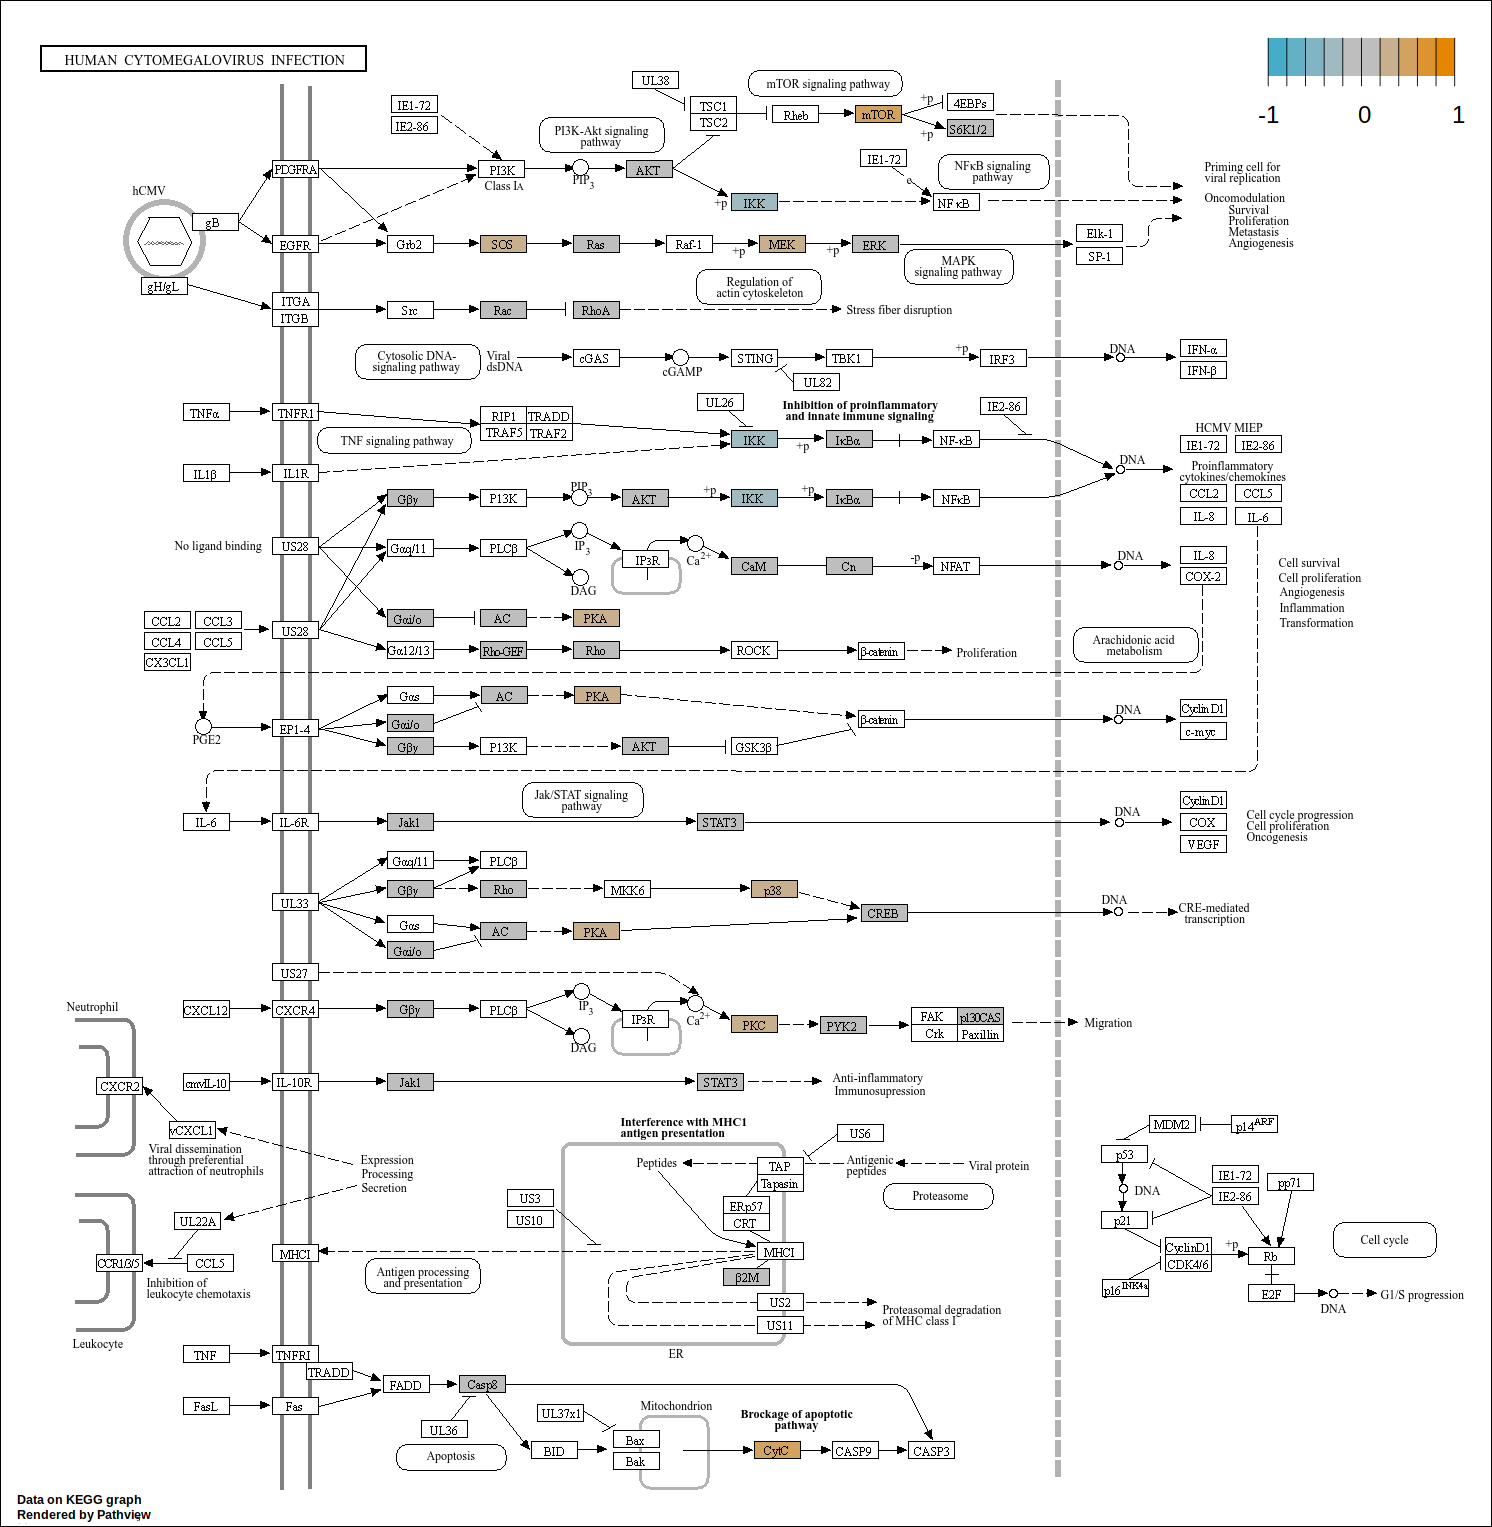 HUMAN CYTOMEGALOVIRUS INFECTION
-1 0 1
UL38
mTOR signaling pathway
IE1-72
IE2-86
PI3K-Akt signaling
pathway
TSC1
TSC2
Rheb
mTOR
+p
4EBPs
S6K1/2
+p
PDGFRA
PI3K
Class IA
PIP3
AKT
IE1-72
NFκB signaling
pathway
e
Priming cell for
viral replication
hCMV
gB
+p
IKK
NFκB
Oncomodulation
Survival
Proliferation
Metastasis
Angiogenesis
EGFR
Grb2
SOS
Ras
Raf-1
+p
MEK
+p
ERK
Elk-1
SP-1
MAPK
signaling pathway
gH/gL
Regulation of
actin cytoskeleton
ITGA
ITGB
Src
Rac
RhoA
Stress fiber disruption
Cytosolic DNA-
signaling pathway
Viral
dsDNA
cGAS
cGAMP
STING
TBK1
UL82
+p
IRF3
DNA
IFN-α
IFN-β
TNFα
TNFR1
TNF signaling pathway
RIP1 TRADD
TRAF5 TRAF2
UL26
Inhibition of proinflammatory
and innate immune signaling
IE2-86
IKK
+p
IκBα
NF-κB
DNA
HCMV MIEP
IE1-72 IE2-86
Proinflammatory
cytokines/chemokines
CCL2 CCL5
IL-8 IL-6
IL1β
IL1R
Gβγ
P13K
PIP3
AKT
+p
IKK
+p
IκBα
NFκB
No ligand binding
US28
Gαq/11
PLCβ
IP3
DAG
IP3R
Ca2+
CaM
Cn
-p
NFAT
DNA
IL-8
COX-2
Cell survival
Cell proliferation
Angiogenesis
Inflammation
Transformation
CCL2 CCL3
CCL4 CCL5
CX3CL1
US28
Gαi/o
AC
PKA
Gα12/13
Rho-GEF
Rho
ROCK
β-catenin
Proliferation
Arachidonic acid
metabolism
PGE2
EP1-4
Gαs
AC
PKA
Gαi/o
Gβγ
P13K
AKT
GSK3β
β-catenin
DNA
CyclinD1
c-myc
Jak/STAT signaling
pathway
IL-6
IL-6R
Jak1
STAT3
DNA
CyclinD1
COX
VEGF
Cell cycle progression
Cell proliferation
Oncogenesis
UL33
Gαq/11
PLCβ
Gβγ
Rho
MKK6
p38
Gαs
AC
PKA
Gαi/o
CREB
DNA
CRE-mediated
transcription
US27
CXCL12
CXCR4
Gβγ
PLCβ
IP3
DAG
IP3R
Ca2+
PKC
PYK2
FAK p130CAS
Crk Paxillin
Migration
Neutrophil
CXCR2
cmvIL-10
IL-10R
Jak1
STAT3
Anti-inflammatory
Immunosupression
vCXCL1
Viral dissemination
through preferential
attraction of neutrophils
Expression
Processing
Secretion
Interference with MHC1
antigen presentation
US6
Peptides
TAP
Tapasin
Antigenic
peptides
Viral protein
Proteasome
US3
US10
ERp57
CRT
MHCI
β2M
US2
US11
Proteasomal degradation
of MHC class I
ER
MHCI
Antigen processing
and presentation
UL22A
CCR1/3/5
CCL5
Inhibition of
leukocyte chemotaxis
Leukocyte
MDM2
p14ARF
p53
DNA
p21
IE1-72
IE2-86
pp71
CyclinD1
CDK4/6
+p
Rb
p16INK4a
E2F
DNA
G1/S progression
Cell cycle
TNF
TNFRI
TRADD
FADD
Casp8
FasL
Fas
UL36
Apoptosis
UL37x1
Mitochondrion
BID
Bax
Bak
Brockage of apoptotic
pathway
CytC
CASP9
CASP3
Data on KEGG graph
Rendered by Pathview